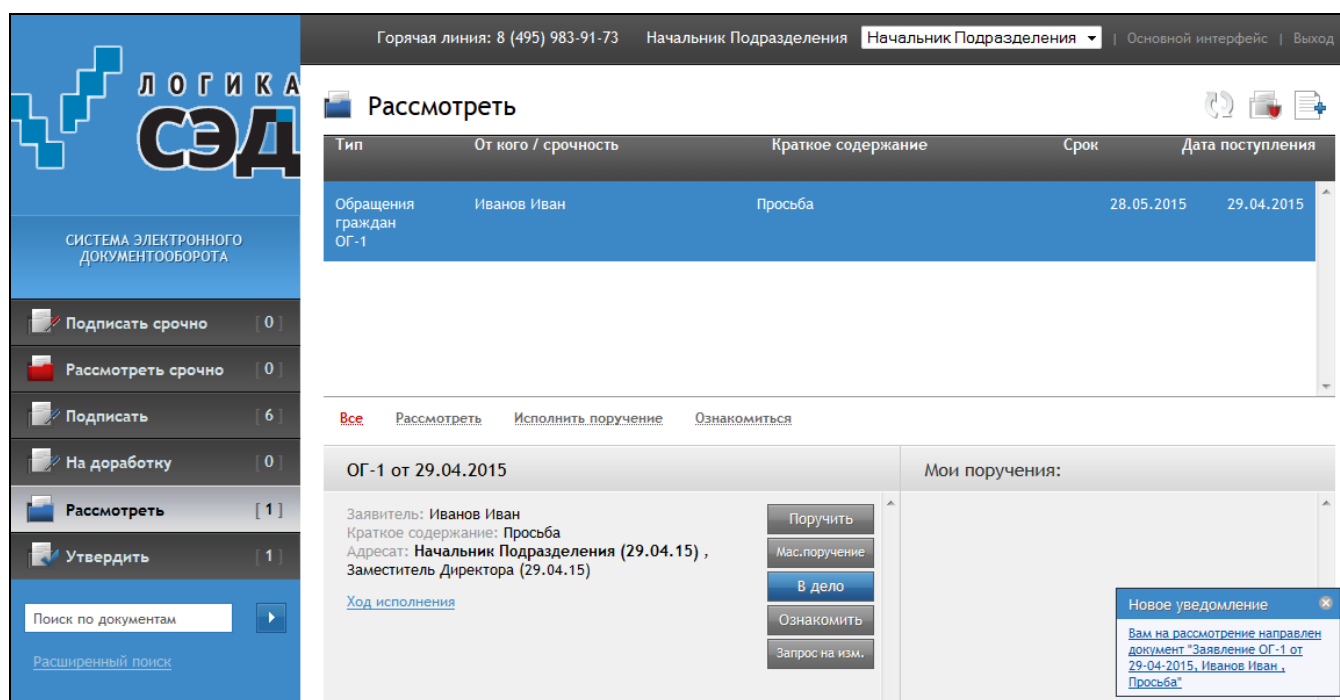 Горячая линия: 8 (495) 983-91-73 Начальник Подразделения Начальник Подразделения | Основной интерфейс | Выход
ЛОГИКА
СЭД
СИСТЕМА ЭЛЕКТРОННОГО
ДОКУМЕНТООБОРОТА
Подписать срочно [ 0 ]
Рассмотреть срочно [ 0 ]
Подписать [ 6 ]
На доработку [ 0 ]
Рассмотреть [ 1 ]
Утвердить [ 1 ]
Поиск по документам
Расширенный поиск
Рассмотреть
Тип От кого / срочность Краткое содержание Срок Дата поступления
Обращения Иванов Иван Просьба 28.05.2015 29.04.2015
граждан
ОГ-1
Все Рассмотреть Исполнить поручение Ознакомиться
ОГ-1 от 29.04.2015
Заявитель: Иванов Иван
Краткое содержание: Просьба
Адресат: Начальник Подразделения (29.04.15) ,
Заместитель Директора (29.04.15)
Ход исполнения
Поручить
Мас.поручение
В дело
Ознакомить
Запрос на изм.
Мои поручения:
Новое уведомление
Вам на рассмотрение направлен
документ "Заявление ОГ-1 от
29-04-2015, Иванов Иван ,
Просьба"